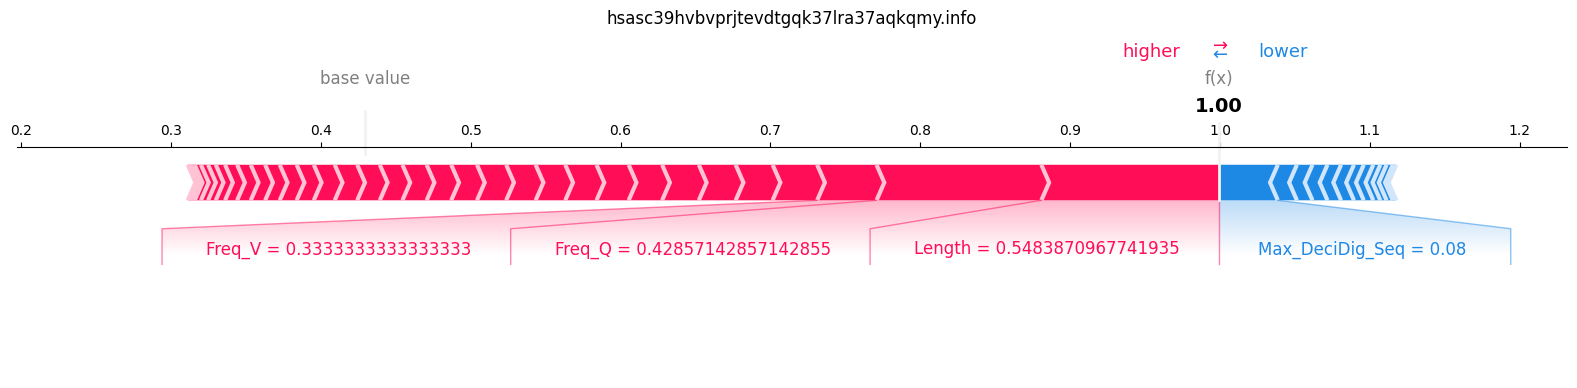 hsasc39hvbvprjtevdtgqk37lra37aqkqmy.info
higher → ← lower
base value f(x)
1.00
0.2 0.3 0.4 0.5 0.6 0.7 0.8 0.9 1.0 1.1 1.2
Freq_V = 0.3333333333333333 Freq_Q = 0.42857142857142855 Length = 0.5483870967741935 Max_DeciDig_Seq = 0.08